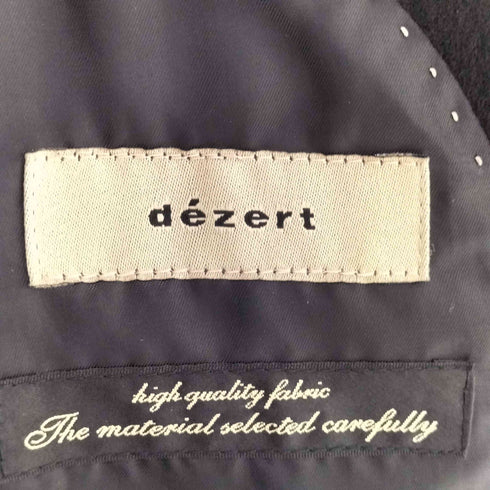 dézert
high quality fabric
The material selected carefully